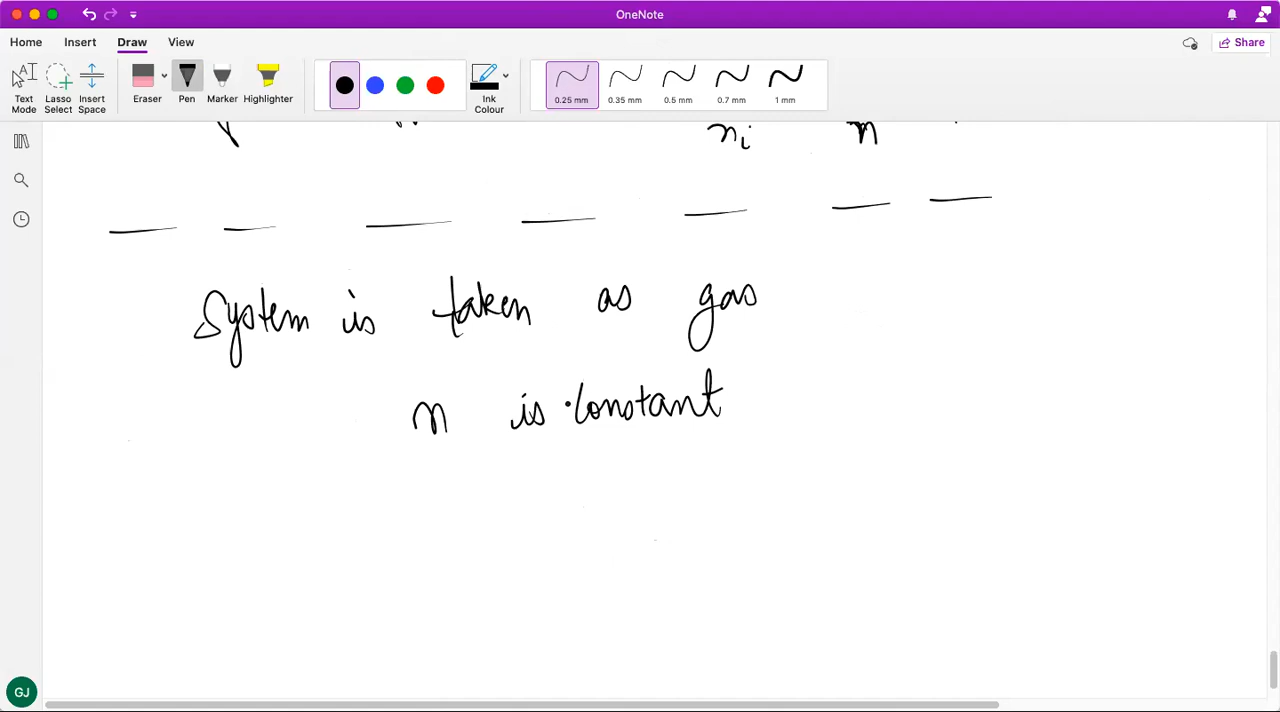 OneNote
Home Insert Draw View Share
Text Mode Lasso Select Insert Space Eraser Pen Marker Highlighter Ink Colour 0.25 mm 0.35 mm 0.5 mm 0.7 mm 1 mm
ni n
System is taken as gas
n is constant
GJ